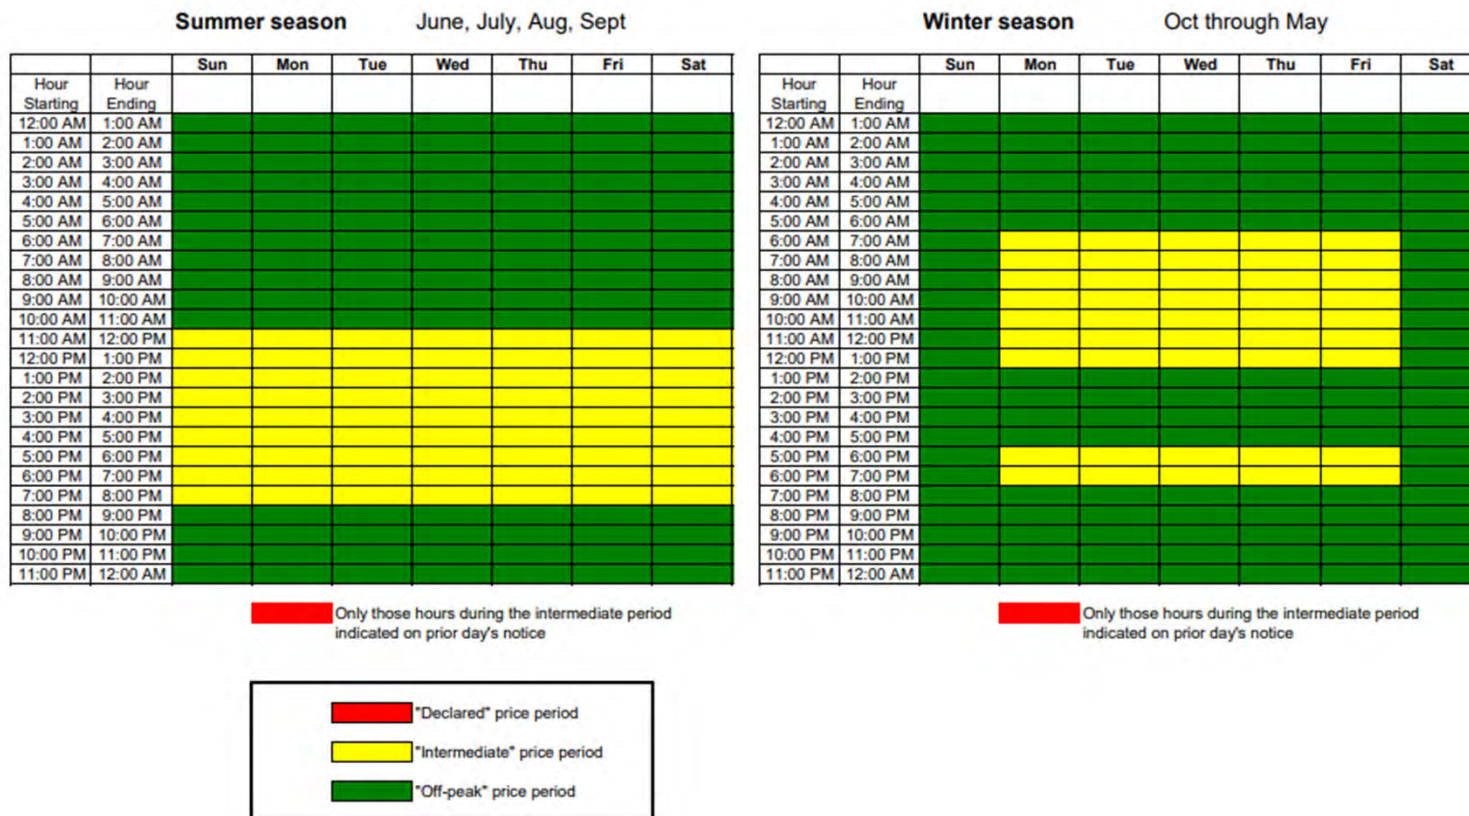 Summer season June, July, Aug, Sept
Sun Mon Tue Wed Thu Fri Sat
Hour Hour
Starting Ending
12:00 AM 1:00 AM
1:00 AM 2:00 AM
2:00 AM 3:00 AM
3:00 AM 4:00 AM
4:00 AM 5:00 AM
5:00 AM 6:00 AM
6:00 AM 7:00 AM
7:00 AM 8:00 AM
8:00 AM 9:00 AM
9:00 AM 10:00 AM
10:00 AM 11:00 AM
11:00 AM 12:00 PM
12:00 PM 1:00 PM
1:00 PM 2:00 PM
2:00 PM 3:00 PM
3:00 PM 4:00 PM
4:00 PM 5:00 PM
5:00 PM 6:00 PM
6:00 PM 7:00 PM
7:00 PM 8:00 PM
8:00 PM 9:00 PM
9:00 PM 10:00 PM
10:00 PM 11:00 PM
11:00 PM 12:00 AM
Only those hours during the intermediate period
indicated on prior day's notice
Winter season Oct through May
Sun Mon Tue Wed Thu Fri Sat
Hour Hour
Starting Ending
12:00 AM 1:00 AM
1:00 AM 2:00 AM
2:00 AM 3:00 AM
3:00 AM 4:00 AM
4:00 AM 5:00 AM
5:00 AM 6:00 AM
6:00 AM 7:00 AM
7:00 AM 8:00 AM
8:00 AM 9:00 AM
9:00 AM 10:00 AM
10:00 AM 11:00 AM
11:00 AM 12:00 PM
12:00 PM 1:00 PM
1:00 PM 2:00 PM
2:00 PM 3:00 PM
3:00 PM 4:00 PM
4:00 PM 5:00 PM
5:00 PM 6:00 PM
6:00 PM 7:00 PM
7:00 PM 8:00 PM
8:00 PM 9:00 PM
9:00 PM 10:00 PM
10:00 PM 11:00 PM
11:00 PM 12:00 AM
Only those hours during the intermediate period
indicated on prior day's notice
"Declared" price period
"Intermediate" price period
"Off-peak" price period